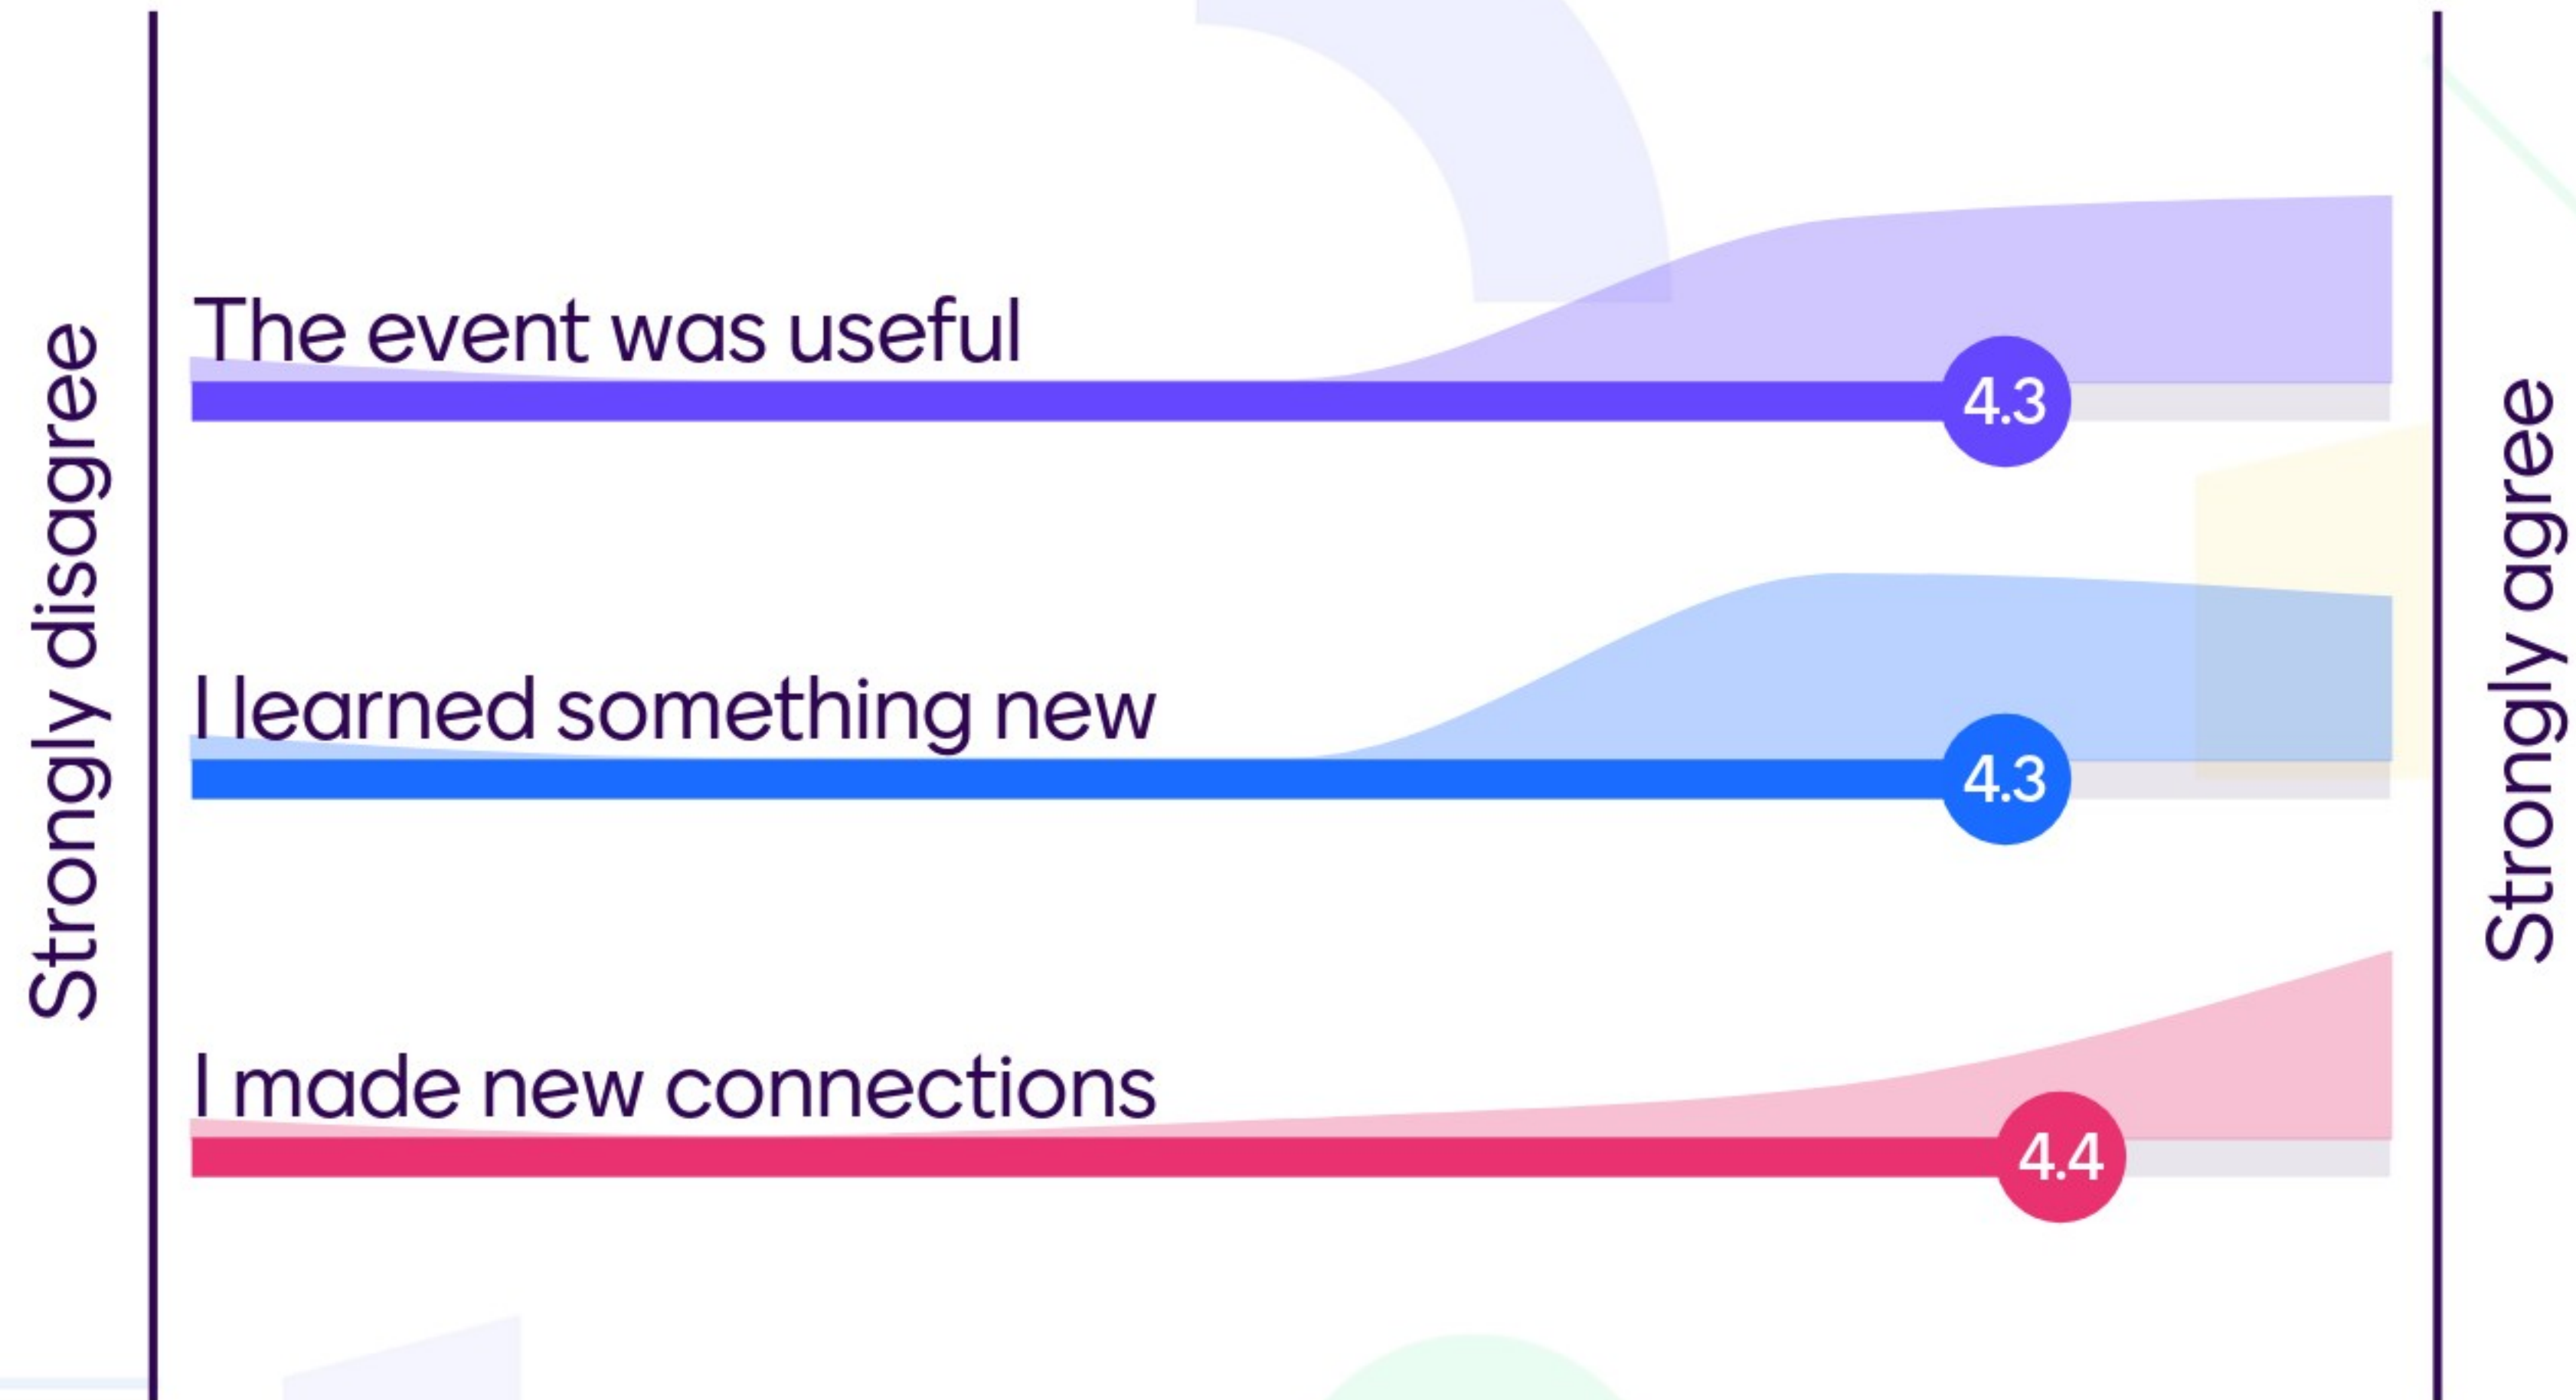 Strongly disagree
The event was useful
4.3
I learned something new
4.3
I made new connections
4.4
Strongly agree